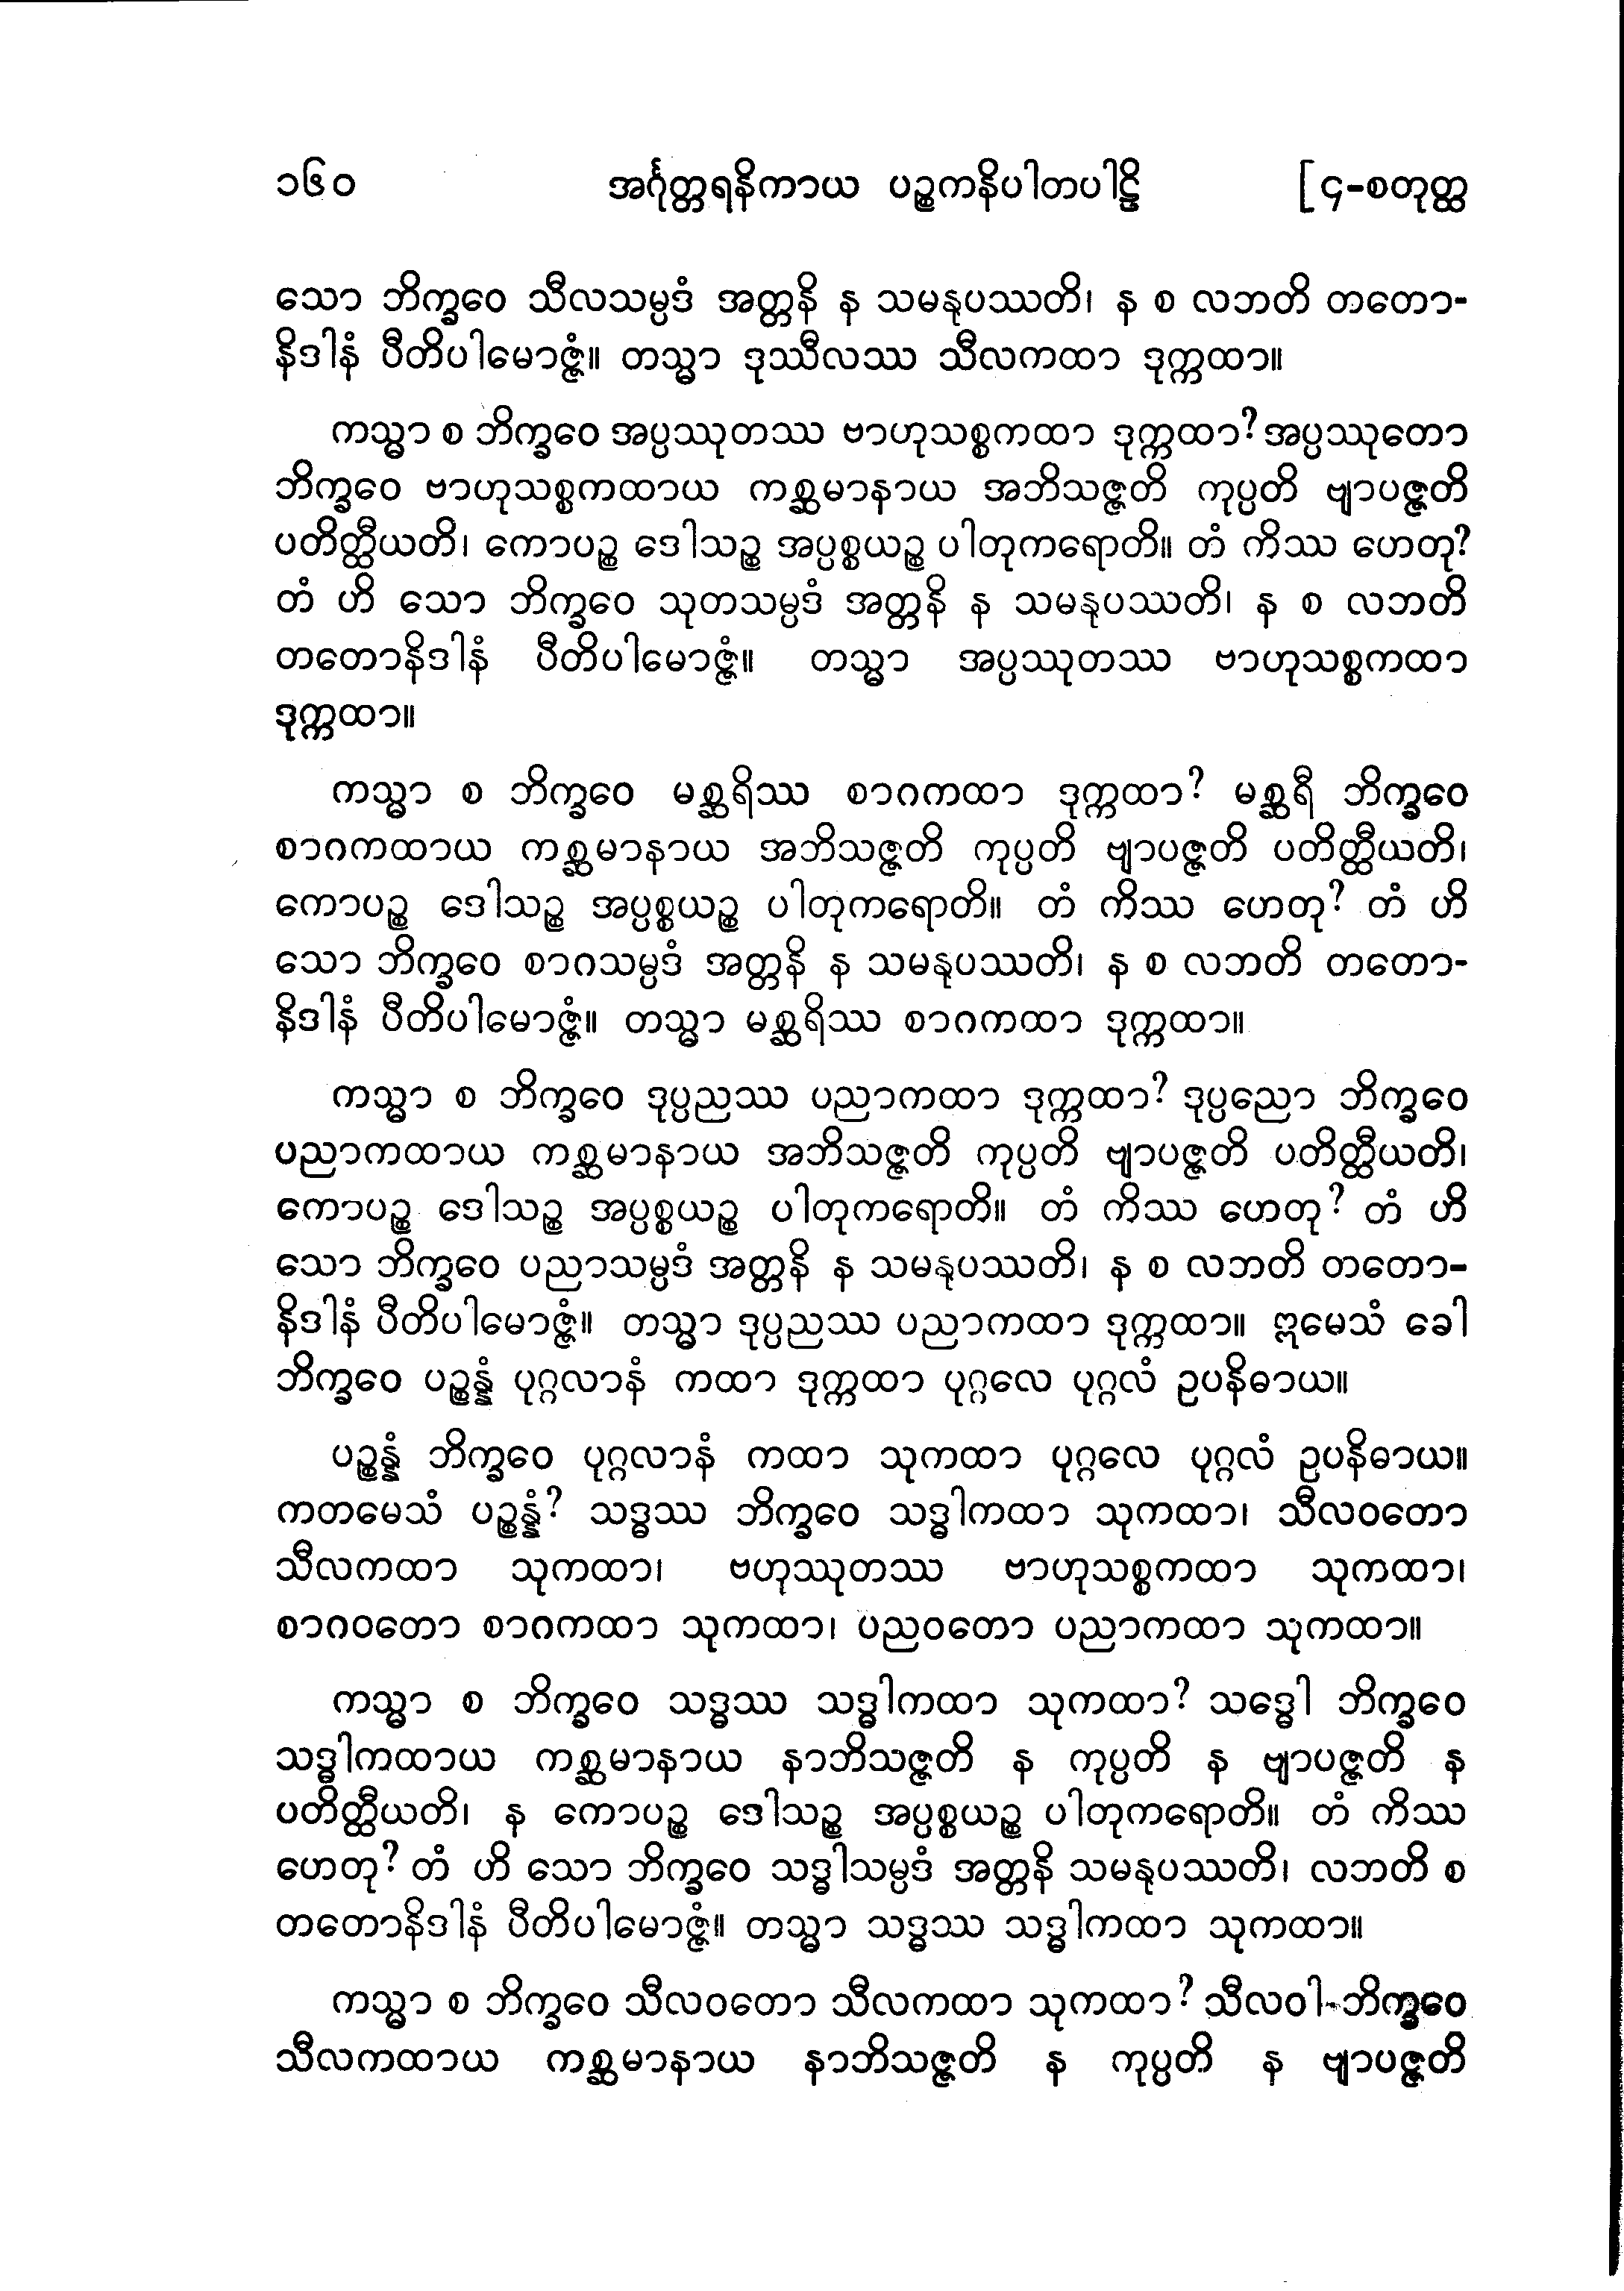 ၁၆၀ အင်္ဂုတ္တရနိကာယ ပဉ္စကနိပါတပါဠိ [၄-စတုတ္ထ
သော ဘိက္ခဝေ သီလသမ္ပဒံ အတ္တနိ န သမနုပဿတိ၊ န စ လဘတိ တတော-
နိဒါနံ ပီတိပါမောဇ္ဇံ။ တသ္မာ ဒုဿီလဿ သီလကထာ ဒုက္ကထာ။
ကသ္မာ စ ဘိက္ခဝေ အပ္ပဿုတဿ ဗာဟုသစ္စကထာ ဒုက္ကထာ? အပ္ပဿုတော
ဘိက္ခဝေ ဗာဟုသစ္စကထာယ ကစ္ဆမာနာယ အဘိသဇ္ဇတိ ကုပ္ပတိ ဗျာပဇ္ဇတိ
ပတိတ္ထီယတိ၊ ကောပဉ္စ ဒေါသဉ္စ အပ္ပစ္စယဉ္စ ပါတုကရောတိ။ တံ ကိဿ ဟေတု?
တံ ဟိ သော ဘိက္ခဝေ သုတသမ္ပဒံ အတ္တနိ န သမနုပဿတိ၊ န စ လဘတိ
တတောနိဒါနံ ပီတိပါမောဇ္ဇံ။ တသ္မာ အပ္ပဿုတဿ ဗာဟုသစ္စကထာ
ဒုက္ကထာ။
ကသ္မာ စ ဘိက္ခဝေ မစ္ဆရိဿ စာဂကထာ ဒုက္ကထာ? မစ္ဆရီ ဘိက္ခဝေ
စာဂကထာယ ကစ္ဆမာနာယ အဘိသဇ္ဇတိ ကုပ္ပတိ ဗျာပဇ္ဇတိ ပတိတ္ထီယတိ၊
ကောပဉ္စ ဒေါသဉ္စ အပ္ပစ္စယဉ္စ ပါတုကရောတိ။ တံ ကိဿ ဟေတု? တံ ဟိ
သော ဘိက္ခဝေ စာဂသမ္ပဒံ အတ္တနိ န သမနုပဿတိ၊ န စ လဘတိ တတော-
နိဒါနံ ပီတိပါမောဇ္ဇံ။ တသ္မာ မစ္ဆရိဿ စာဂကထာ ဒုက္ကထာ။
ကသ္မာ စ ဘိက္ခဝေ ဒုပ္ပညဿ ပညာကထာ ဒုက္ကထာ? ဒုပ္ပညော ဘိက္ခဝေ
ပညာကထာယ ကစ္ဆမာနာယ အဘိသဇ္ဇတိ ကုပ္ပတိ ဗျာပဇ္ဇတိ ပတိတ္ထီယတိ၊
ကောပဉ္စ ဒေါသဉ္စ အပ္ပစ္စယဉ္စ ပါတုကရောတိ။ တံ ကိဿ ဟေတု? တံ ဟိ
သော ဘိက္ခဝေ ပညာသမ္ပဒံ အတ္တနိ န သမနုပဿတိ၊ န စ လဘတိ တတော-
နိဒါနံ ပီတိပါမောဇ္ဇံ။ တသ္မာ ဒုပ္ပညဿ ပညာကထာ ဒုက္ကထာ။ ဣမေသံ ခေါ
ဘိက္ခဝေ ပဉ္စန္နံ ပုဂ္ဂလာနံ ကထာ ဒုက္ကထာ ပုဂ္ဂလေ ပုဂ္ဂလံ ဥပနိဓာယ။
ပဉ္စန္နံ ဘိက္ခဝေ ပုဂ္ဂလာနံ ကထာ သုကထာ ပုဂ္ဂလေ ပုဂ္ဂလံ ဥပနိဓာယ။
ကတမေသံ ပဉ္စန္နံ? သဒ္ဓဿ ဘိက္ခဝေ သဒ္ဓါကထာ သုကထာ၊ သီလဝတော
သီလကထာ သုကထာ၊ ဗဟုဿုတဿ ဗာဟုသစ္စကထာ သုကထာ၊
စာဂဝတော စာဂကထာ သုကထာ၊ ပညဝတော ပညာကထာ သုကထာ။
ကသ္မာ စ ဘိက္ခဝေ သဒ္ဓဿ သဒ္ဓါကထာ သုကထာ? သဒ္ဓေါ ဘိက္ခဝေ
သဒ္ဓါကထာယ ကစ္ဆမာနာယ နာဘိသဇ္ဇတိ န ကုပ္ပတိ န ဗျာပဇ္ဇတိ န
ပတိတ္ထီယတိ၊ န ကောပဉ္စ ဒေါသဉ္စ အပ္ပစ္စယဉ္စ ပါတုကရောတိ။ တံ ကိဿ
ဟေတု? တံ ဟိ သော ဘိက္ခဝေ သဒ္ဓါသမ္ပဒံ အတ္တနိ သမနုပဿတိ၊ လဘတိ စ
တတောနိဒါနံ ပီတိပါမောဇ္ဇံ။ တသ္မာ သဒ္ဓဿ သဒ္ဓါကထာ သုကထာ။
ကသ္မာ စ ဘိက္ခဝေ သီလဝတော သီလကထာ သုကထာ? သီလဝါ ဘိက္ခဝေ
သီလကထာယ ကစ္ဆမာနာယ နာဘိသဇ္ဇတိ န ကုပ္ပတိ န ဗျာပဇ္ဇတိ